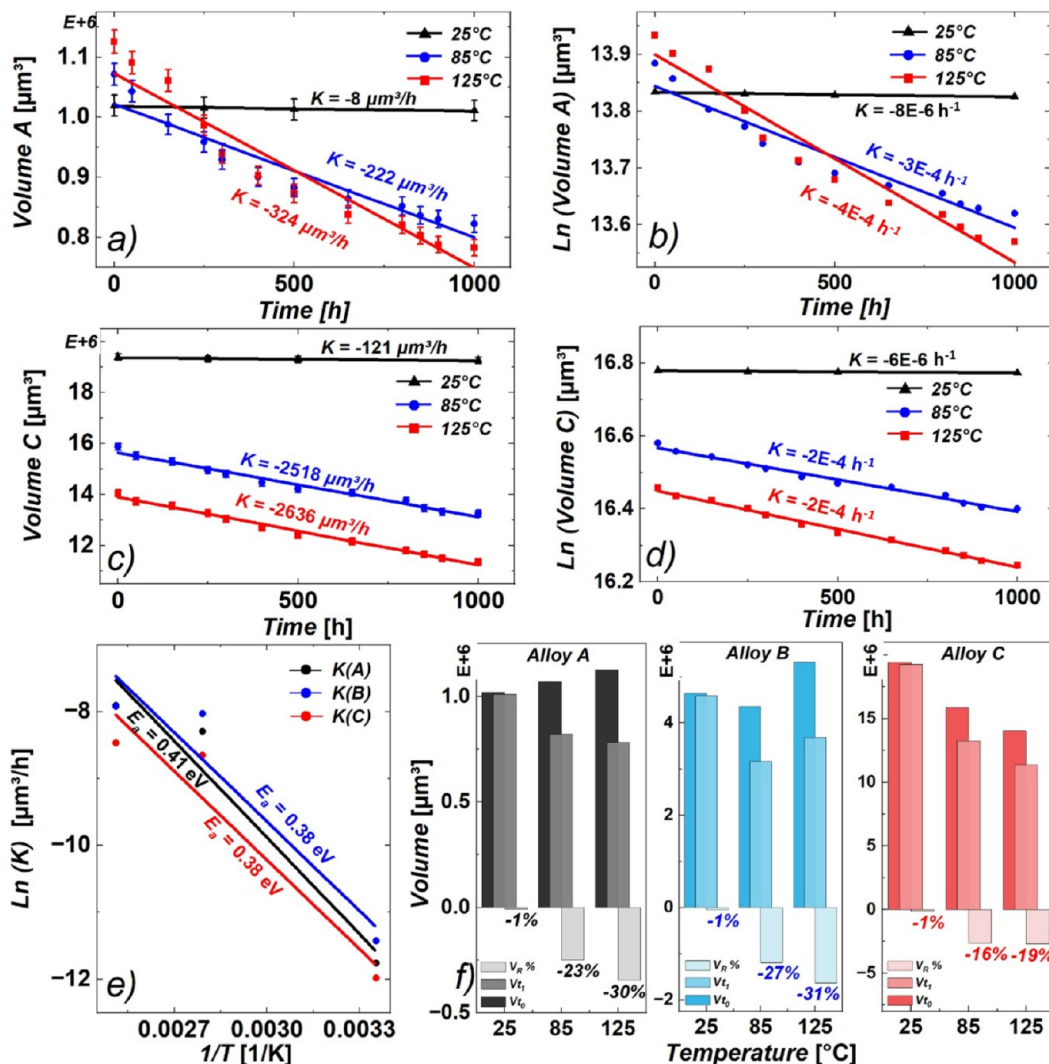 E+6
1.1
1.0
0.9
0.8
Volume A [µm³]
25°C
85°C
125°C
K = -8 µm³/h
K = -222 µm³/h
K = -324 µm³/h
a)
0
500
1000
Time [h]
13.9
13.8
13.7
13.6
Ln (Volume A) [µm³]
25°C
85°C
125°C
K = -8E-6 h⁻¹
K = -3E-4 h⁻¹
K = -4E-4 h⁻¹
b)
0
500
1000
Time [h]
E+6
18
16
14
12
Volume C [µm³]
K = -121 µm³/h
25°C
85°C
125°C
K = -2518 µm³/h
K = -2636 µm³/h
c)
0
500
1000
Time [h]
16.8
16.6
16.4
16.2
Ln (Volume C) [µm³]
K = -6E-6 h⁻¹
25°C
85°C
125°C
K = -2E-4 h⁻¹
K = -2E-4 h⁻¹
d)
0
500
1000
Time [h]
−8
−10
−12
Ln (K) [µm³/h]
K(A)
K(B)
K(C)
Eₐ = 0.41 eV
Eₐ = 0.38 eV
Eₐ = 0.38 eV
e)
0.0027
0.0030
0.0033
1/T [1/K]
E+6
Alloy A
1.0
0.5
0.0
−0.5
Volume [µm³]
-1%
-23%
-30%
f)
V_R %
Vt₁
Vt₀
25
85
125
E+6
Alloy B
4
2
0
−2
-1%
-27%
-31%
V_R %
Vt₁
Vt₀
25
85
125
E+6
Alloy C
15
10
5
0
−5
-1%
-16%
-19%
V_R %
Vt₁
Vt₀
25
85
125
Temperature [°C]